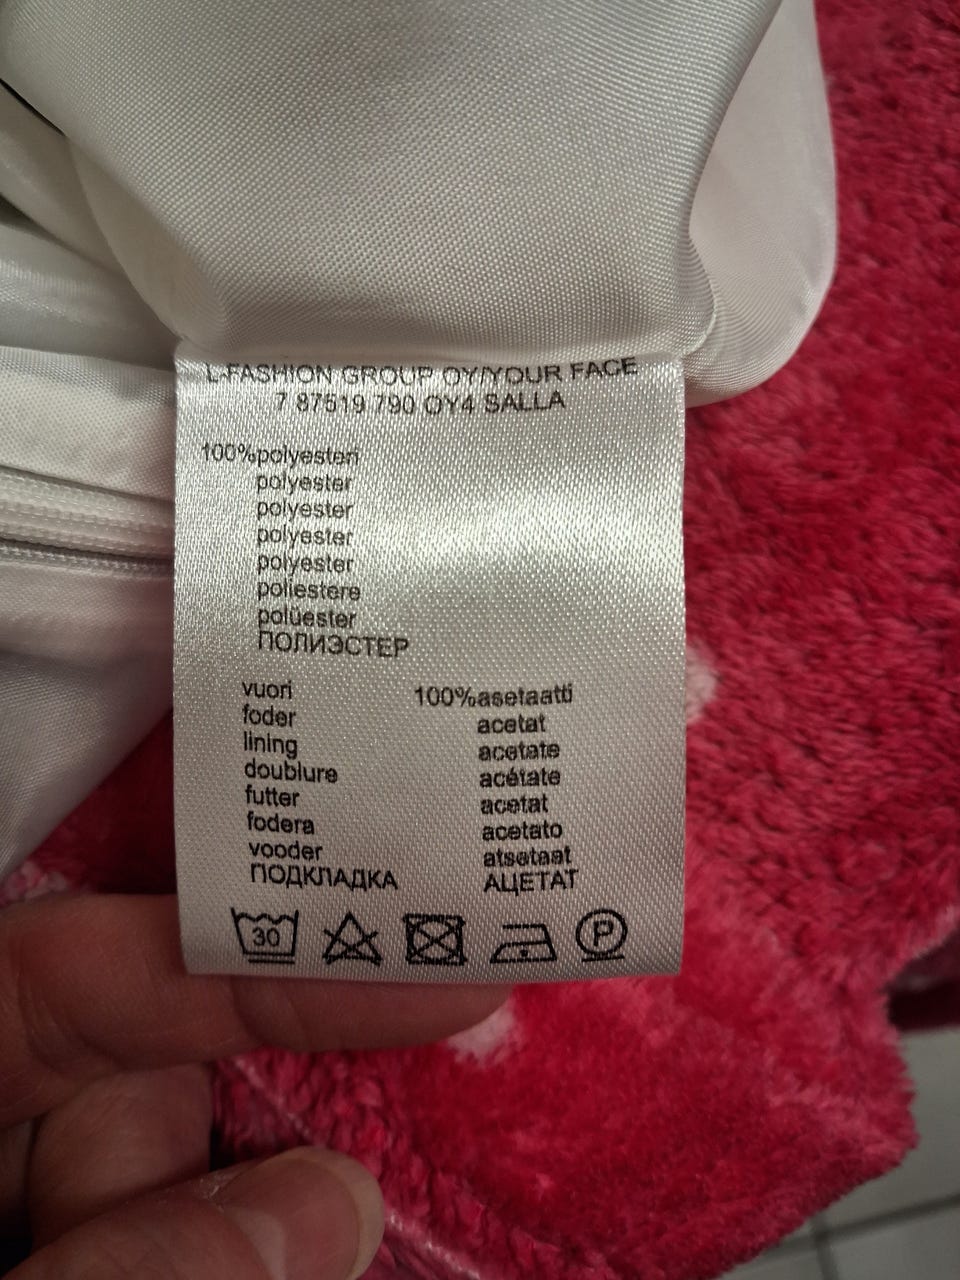 L-FASHION GROUP OY/YOUR FACE
7 87519 790 OY4 SALLA
100%polyesteri
polyester
polyester
polyester
polyester
poliestere
polüester
ПОЛИЭСТЕР
vuori 100%asetaatti
foder acetat
lining acetate
doublure acétate
futter acetat
fodera acetato
vooder atsetaat
ПОДКЛАДКА АЦЕТАТ
30 P